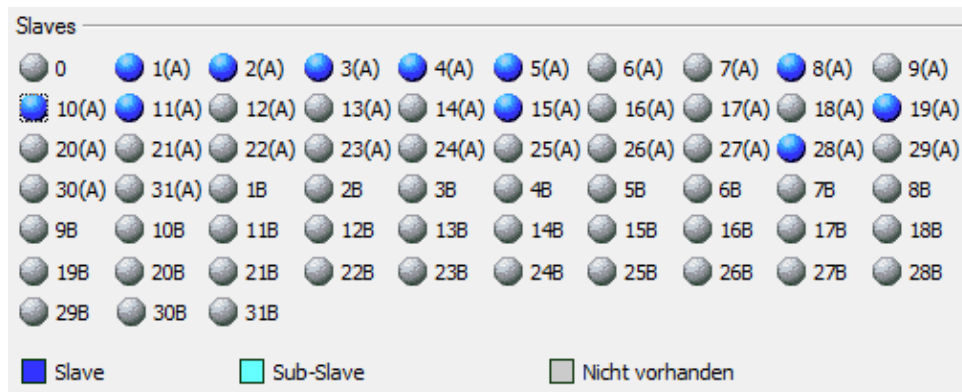 Slaves
0 1(A) 2(A) 3(A) 4(A) 5(A) 6(A) 7(A) 8(A) 9(A)
10(A) 11(A) 12(A) 13(A) 14(A) 15(A) 16(A) 17(A) 18(A) 19(A)
20(A) 21(A) 22(A) 23(A) 24(A) 25(A) 26(A) 27(A) 28(A) 29(A)
30(A) 31(A) 1B 2B 3B 4B 5B 6B 7B 8B
9B 10B 11B 12B 13B 14B 15B 16B 17B 18B
19B 20B 21B 22B 23B 24B 25B 26B 27B 28B
29B 30B 31B
Slave Sub-Slave Nicht vorhanden